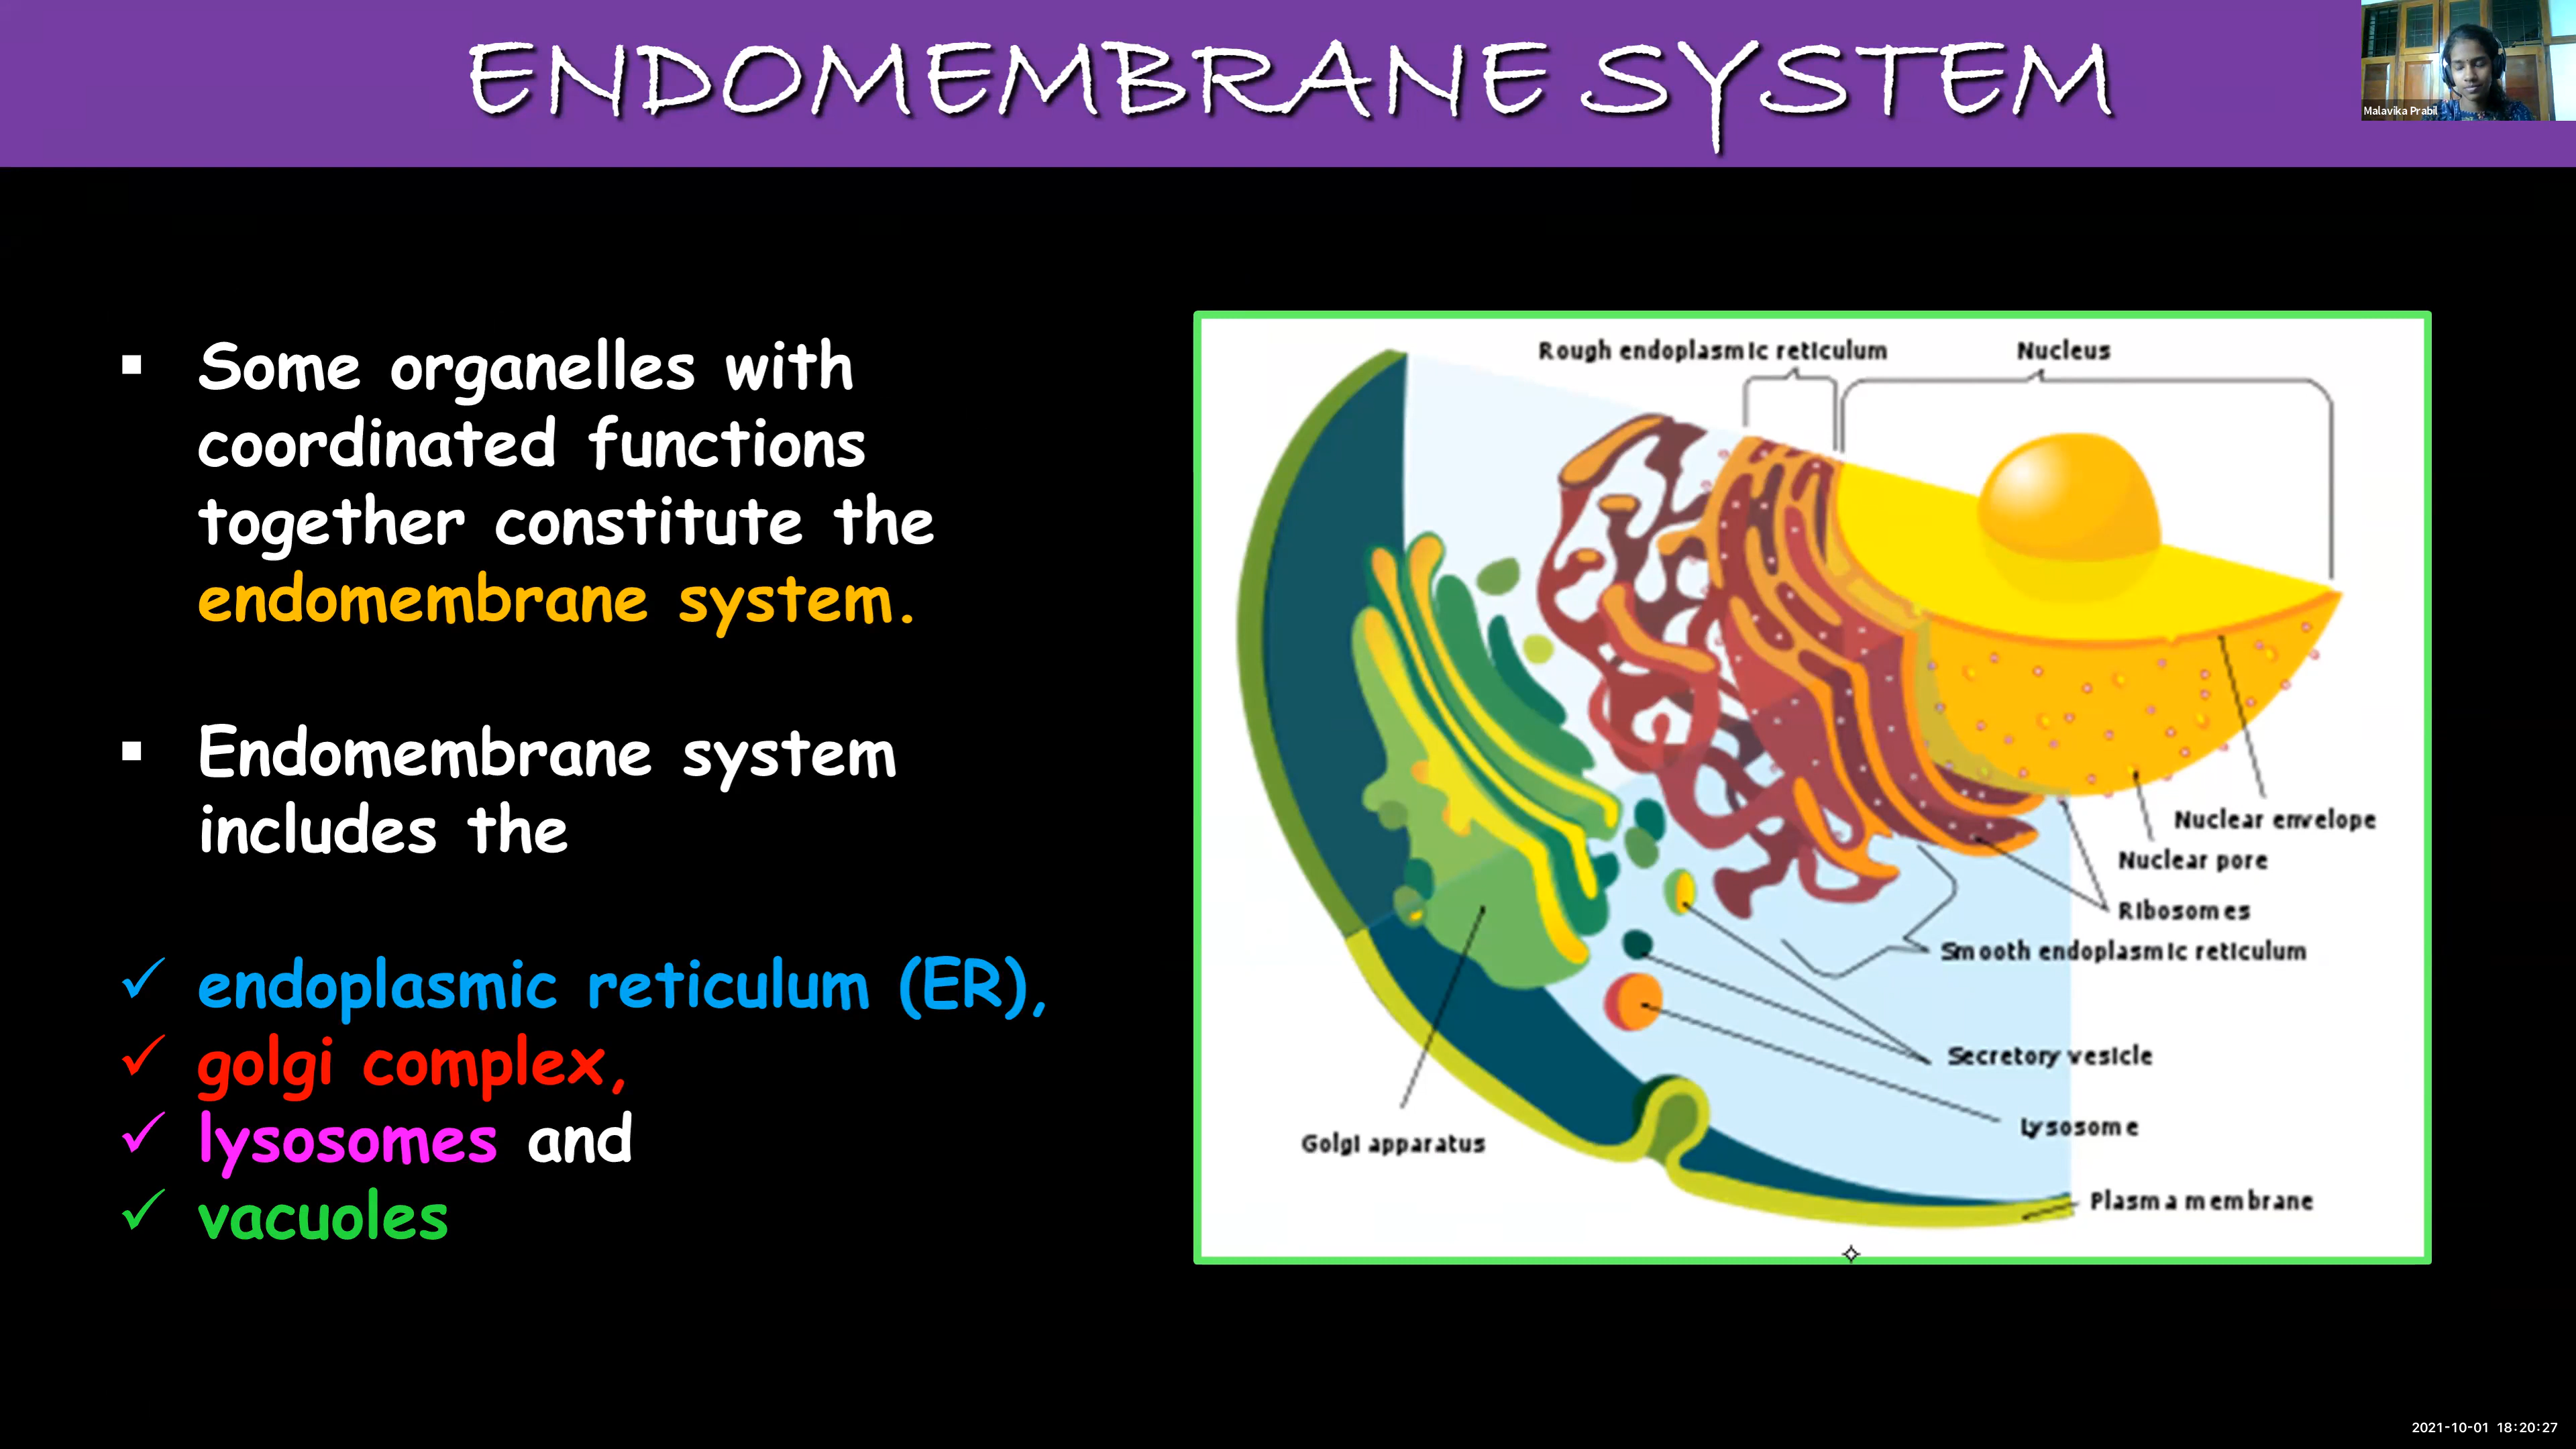 ENDOMEMBRANE SYSTEM
Malavika Prabil
▪ Some organelles with
coordinated functions
together constitute the
endomembrane system.
▪ Endomembrane system
includes the
✓ endoplasmic reticulum (ER),
✓ golgi complex,
✓ lysosomes and
✓ vacuoles
Rough endoplasmic reticulum
Nucleus
Nuclear envelope
Nuclear pore
Ribosomes
Smooth endoplasmic reticulum
Secretory vesicle
Lysosome
Golgi apparatus
Plasma membrane
2021-10-01 18:20:27